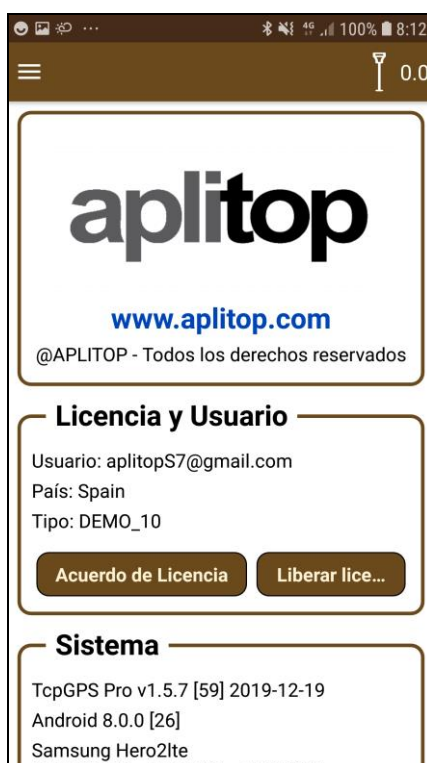 100% 8:12
0.0
aplitop
www.aplitop.com
@APLITOP - Todos los derechos reservados
Licencia y Usuario
Usuario: aplitopS7@gmail.com
País: Spain
Tipo: DEMO_10
Acuerdo de Licencia
Liberar lice...
Sistema
TcpGPS Pro v1.5.7 [59] 2019-12-19
Android 8.0.0 [26]
Samsung Hero2lte